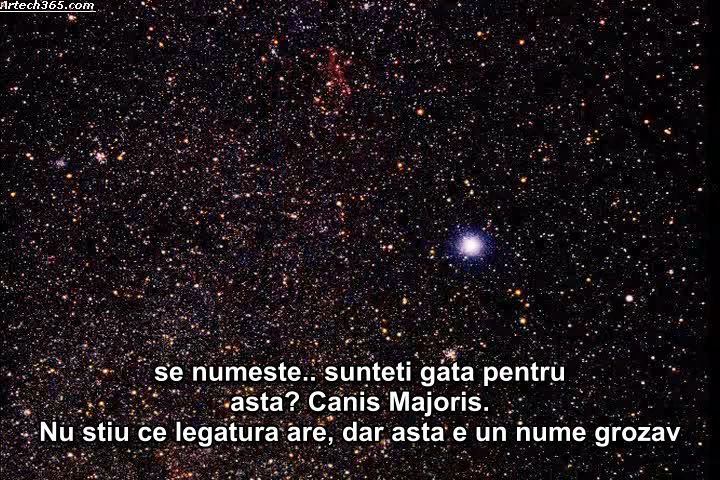 Artech365.com
se numeste.. sunteti gata pentru
asta? Canis Majoris.
Nu stiu ce legatura are, dar asta e un nume grozav